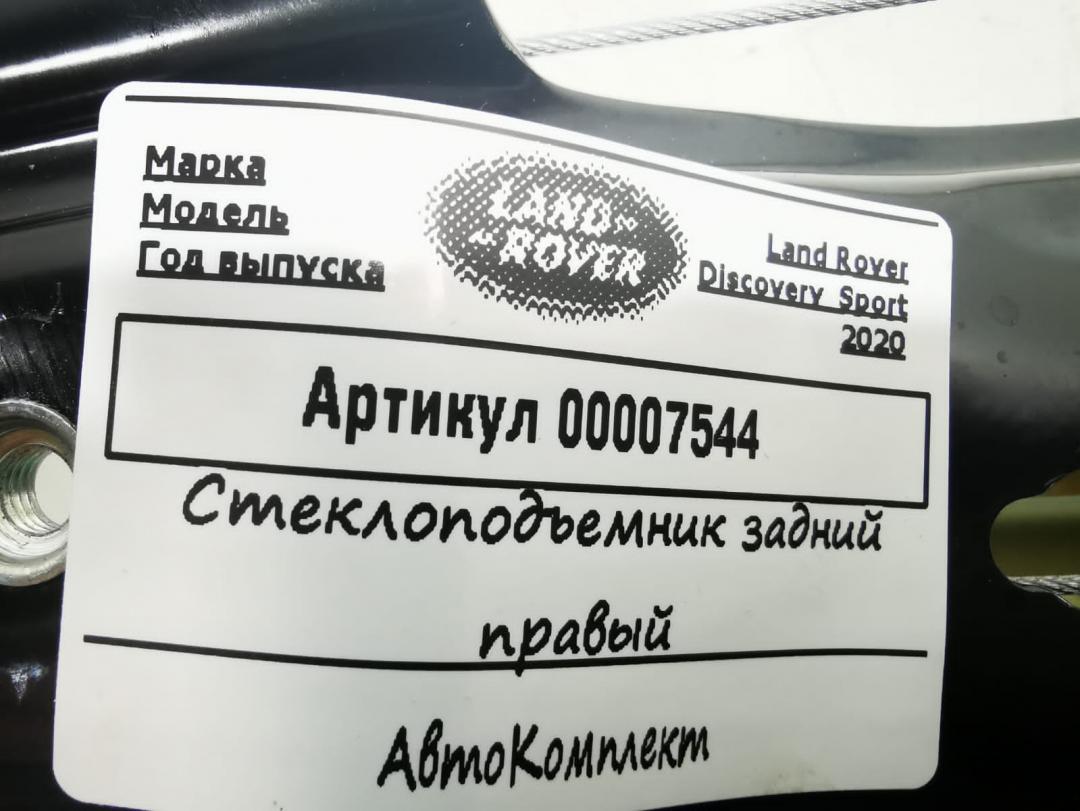 Марка
Модель
Год выпуска
LAND
ROVER
Land Rover
Discovery Sport
2020
Артикул 00007544
Стеклоподъемник задний
правый
АвтоКомплект